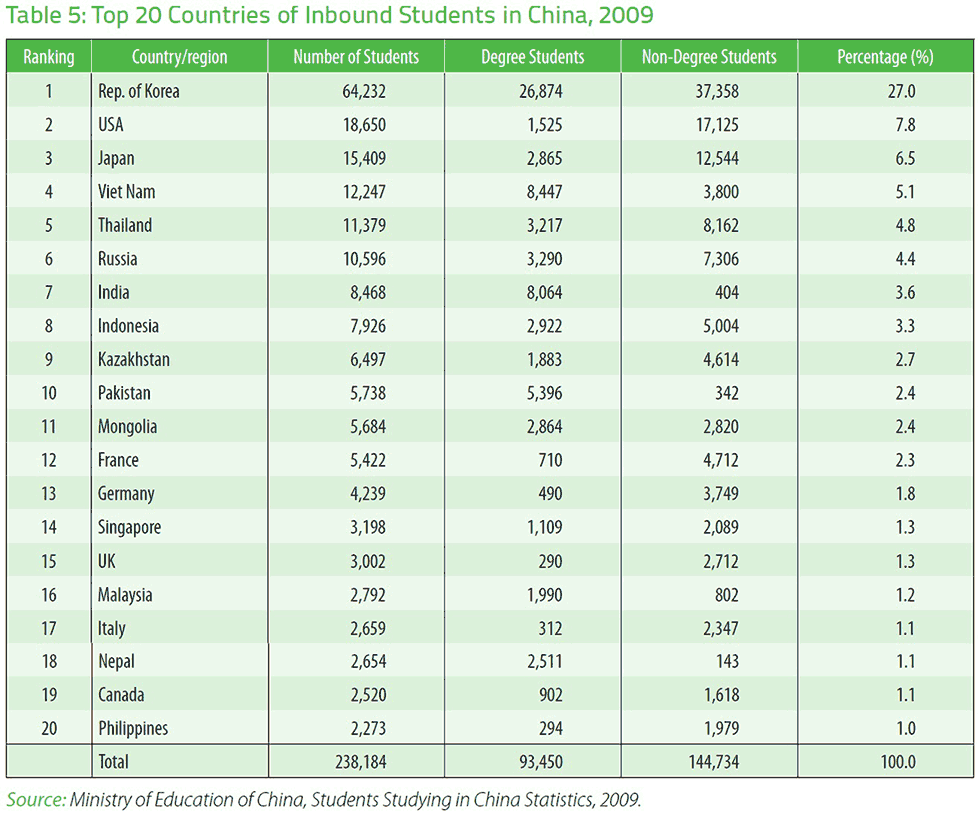 Table 5: Top 20 Countries of Inbound Students in China, 2009
Ranking Country/region Number of Students Degree Students Non-Degree Students Percentage (%)
1 Rep. of Korea 64,232 26,874 37,358 27.0
2 USA 18,650 1,525 17,125 7.8
3 Japan 15,409 2,865 12,544 6.5
4 Viet Nam 12,247 8,447 3,800 5.1
5 Thailand 11,379 3,217 8,162 4.8
6 Russia 10,596 3,290 7,306 4.4
7 India 8,468 8,064 404 3.6
8 Indonesia 7,926 2,922 5,004 3.3
9 Kazakhstan 6,497 1,883 4,614 2.7
10 Pakistan 5,738 5,396 342 2.4
11 Mongolia 5,684 2,864 2,820 2.4
12 France 5,422 710 4,712 2.3
13 Germany 4,239 490 3,749 1.8
14 Singapore 3,198 1,109 2,089 1.3
15 UK 3,002 290 2,712 1.3
16 Malaysia 2,792 1,990 802 1.2
17 Italy 2,659 312 2,347 1.1
18 Nepal 2,654 2,511 143 1.1
19 Canada 2,520 902 1,618 1.1
20 Philippines 2,273 294 1,979 1.0
Total 238,184 93,450 144,734 100.0
Source: Ministry of Education of China, Students Studying in China Statistics, 2009.